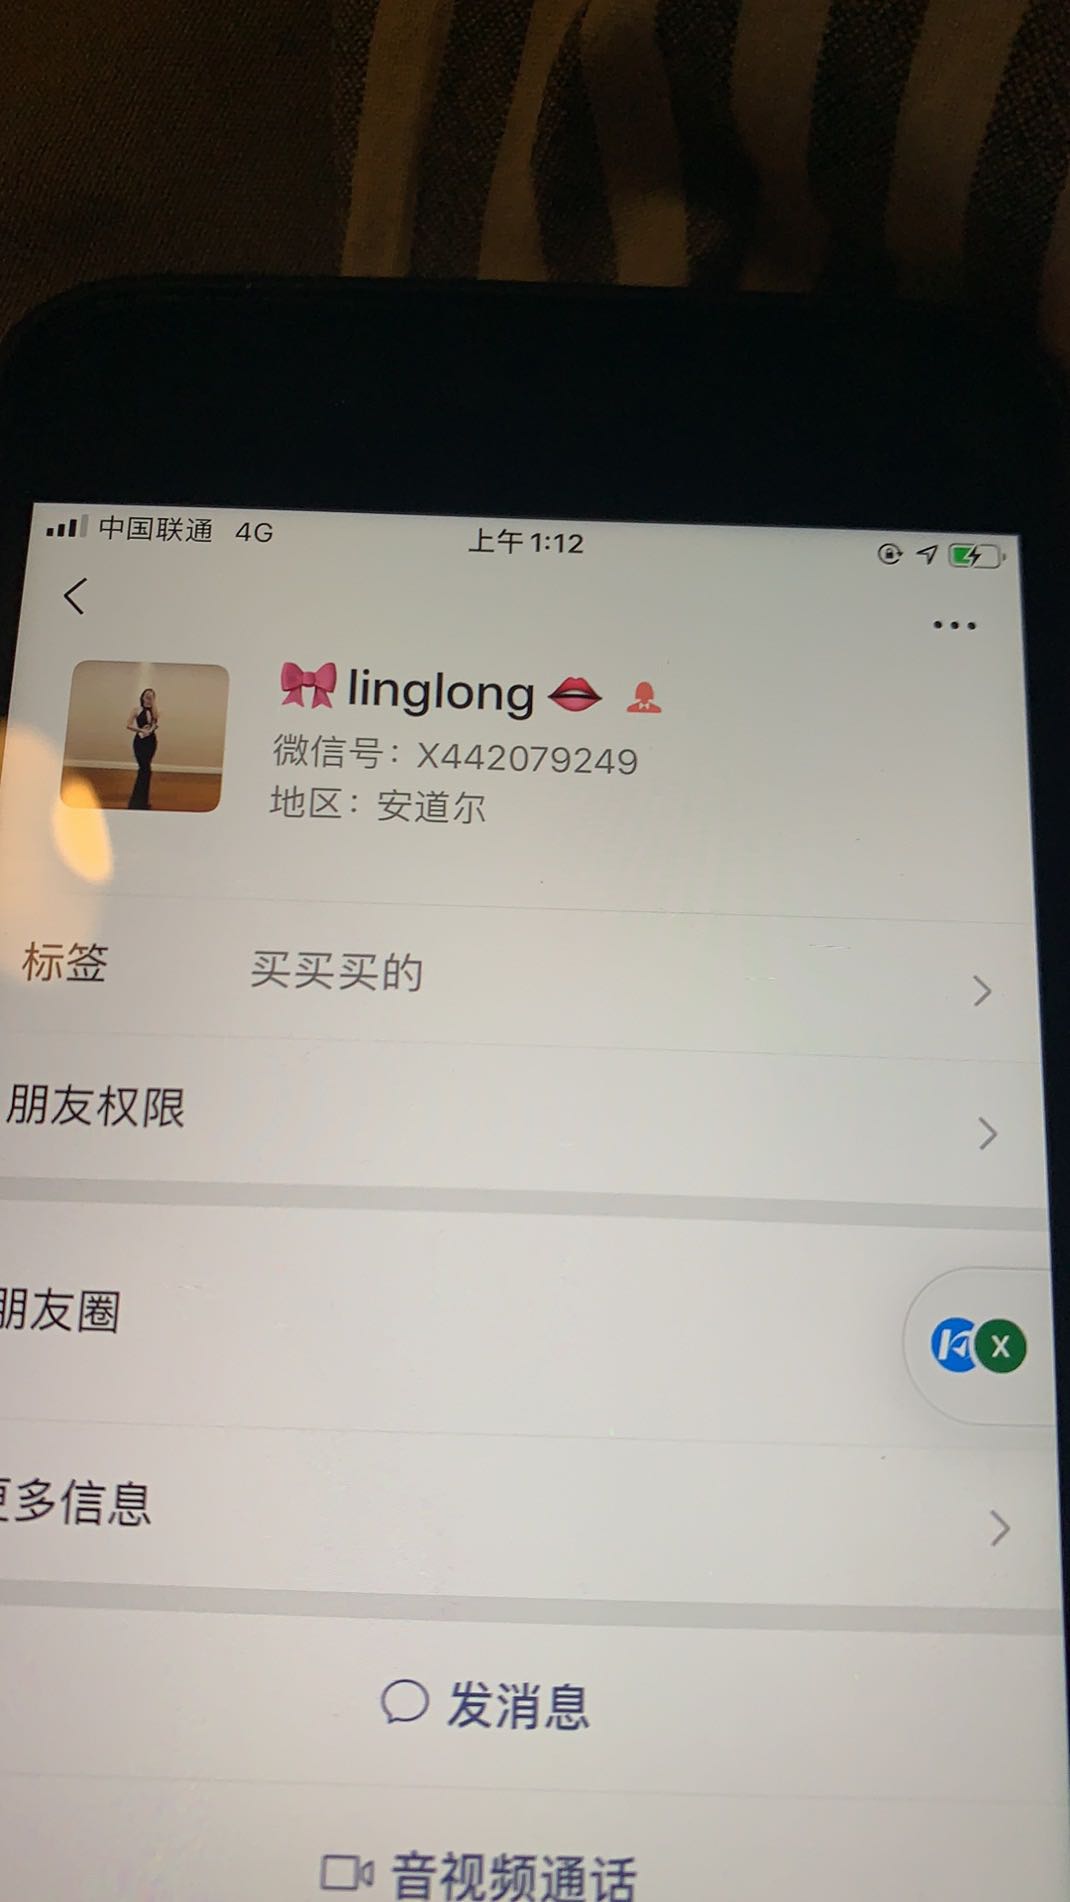 中国联通 4G 上午1:12
linglong
微信号：X442079249
地区：安道尔
标签 买买买的
朋友权限
朋友圈
更多信息
发消息
音视频通话